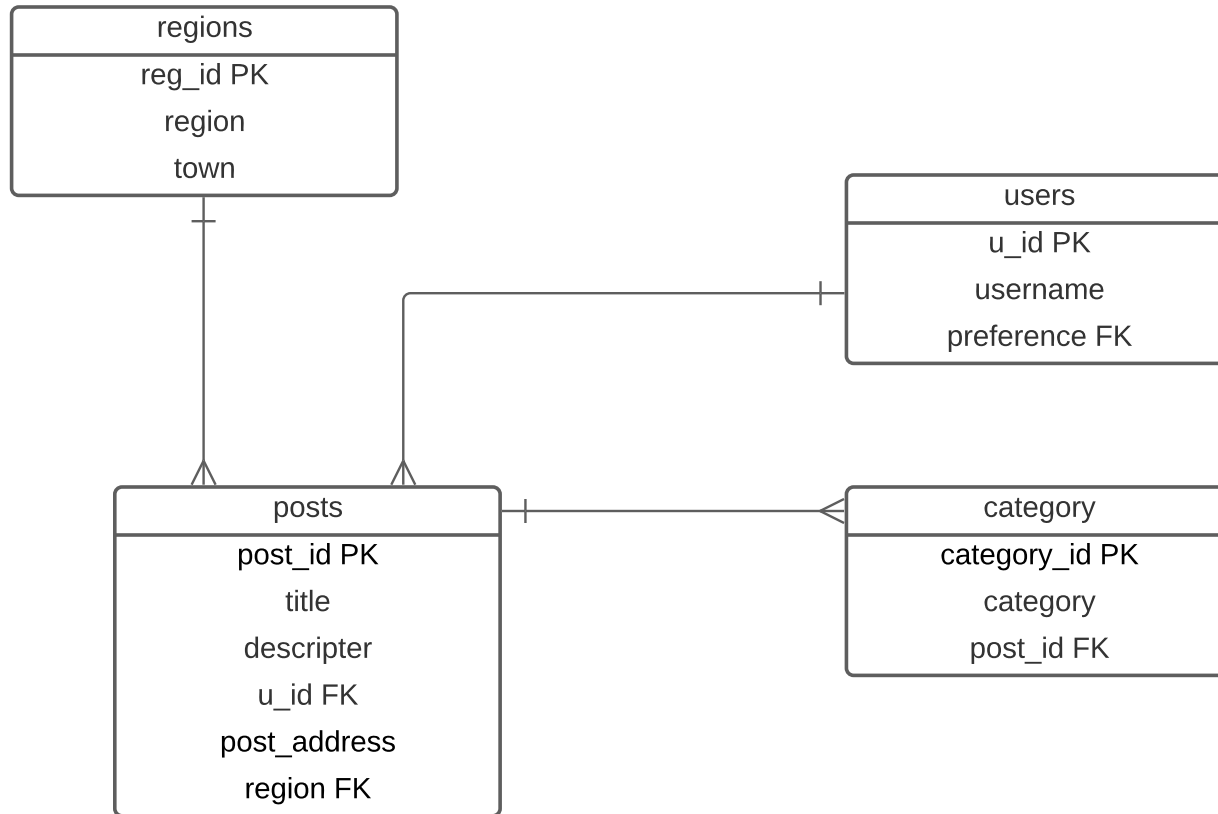 regions
reg_id PK
region
town
users
u_id PK
username
preference FK
posts
post_id PK
title
descripter
u_id FK
post_address
region FK
category
category_id PK
category
post_id FK